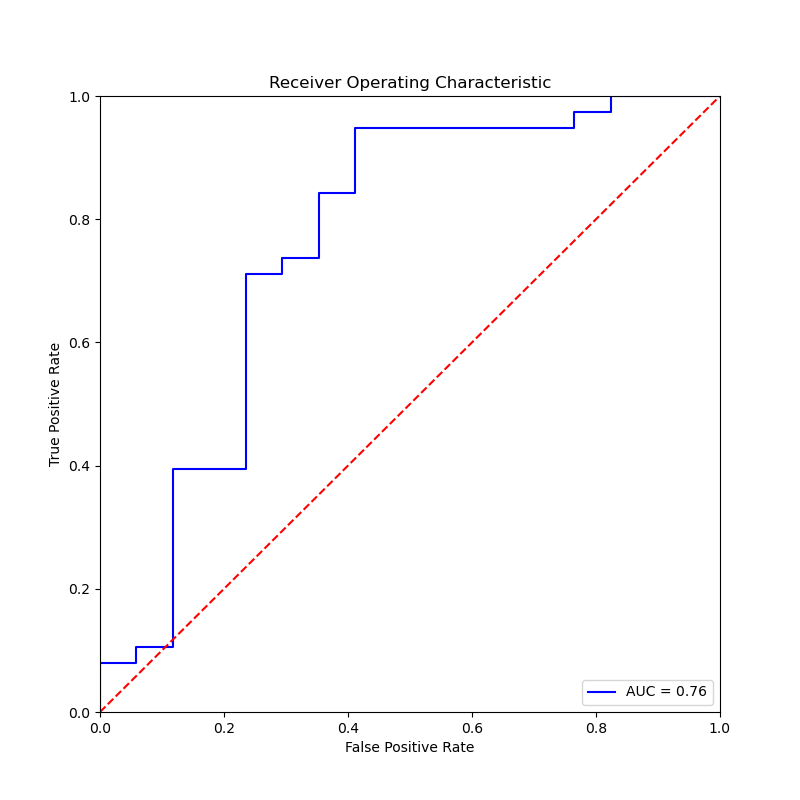 Receiver Operating Characteristic
True Positive Rate
1.0
0.8
0.6
0.4
0.2
0.0
AUC = 0.76
0.0 0.2 0.4 0.6 0.8 1.0
False Positive Rate